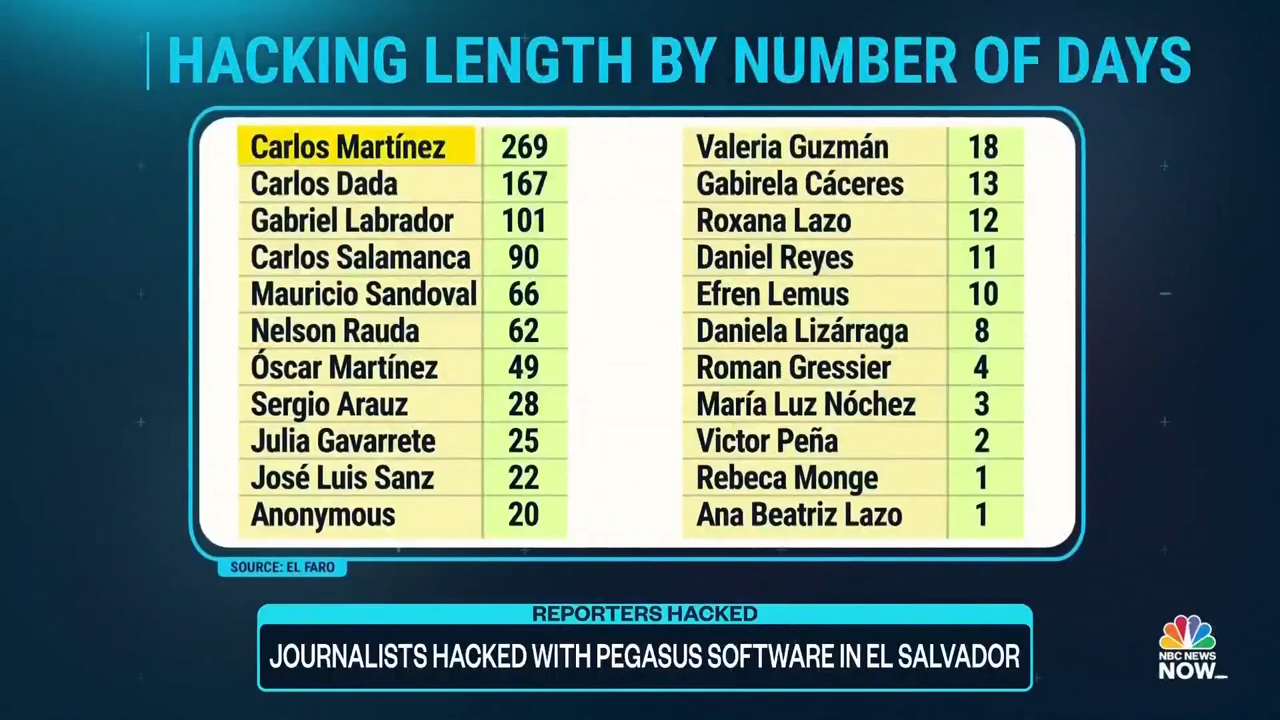 HACKING LENGTH BY NUMBER OF DAYS
Carlos Martínez 269
Carlos Dada 167
Gabriel Labrador 101
Carlos Salamanca 90
Mauricio Sandoval 66
Nelson Rauda 62
Óscar Martínez 49
Sergio Arauz 28
Julia Gavarrete 25
José Luis Sanz 22
Anonymous 20
Valeria Guzmán 18
Gabirela Cáceres 13
Roxana Lazo 12
Daniel Reyes 11
Efren Lemus 10
Daniela Lizárraga 8
Roman Gressier 4
María Luz Nóchez 3
Victor Peña 2
Rebeca Monge 1
Ana Beatriz Lazo 1
SOURCE: EL FARO
REPORTERS HACKED
JOURNALISTS HACKED WITH PEGASUS SOFTWARE IN EL SALVADOR
NBC NEWS
NOW